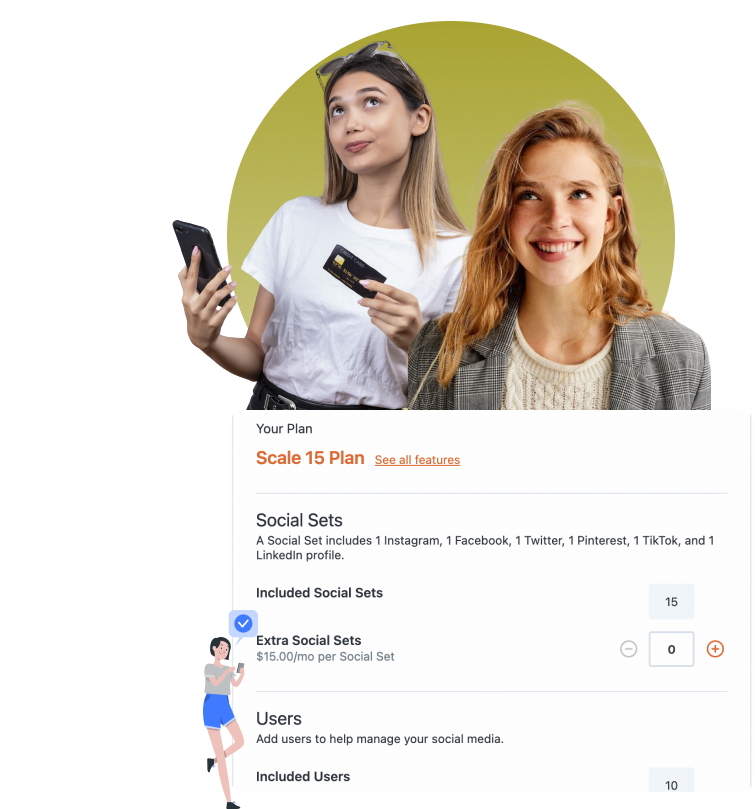 CREDIT CARD
Your Plan
Scale 15 Plan See all features
Social Sets
A Social Set includes 1 Instagram, 1 Facebook, 1 Twitter, 1 Pinterest, 1 TikTok, and 1
LinkedIn profile.
Included Social Sets 15
Extra Social Sets 0
$15.00/mo per Social Set
Users
Add users to help manage your social media.
Included Users 10